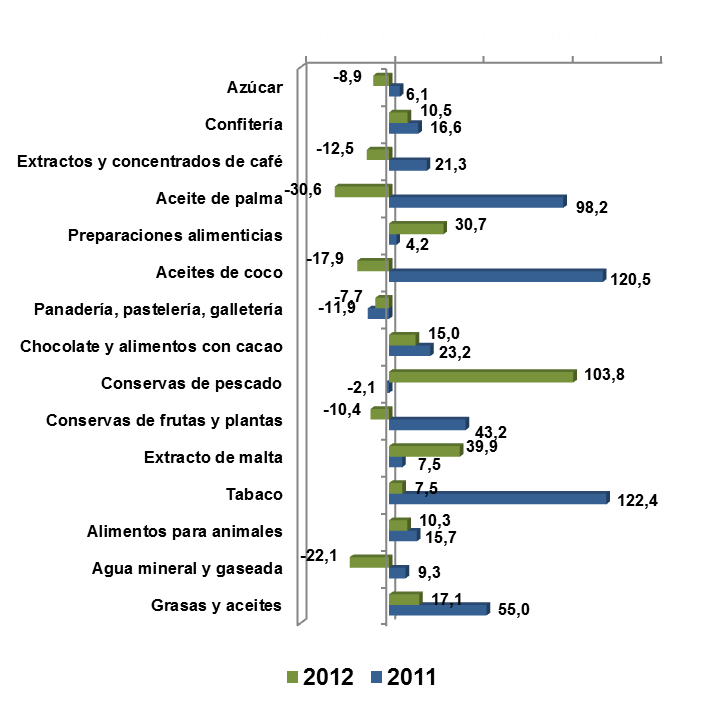 Azúcar -8,9 6,1
Confitería 10,5 16,6
Extractos y concentrados de café -12,5 21,3
Aceite de palma -30,6 98,2
Preparaciones alimenticias 30,7 4,2
Aceites de coco -17,9 120,5
Panadería, pastelería, galletería -7,7 -11,9
Chocolate y alimentos con cacao 15,0 23,2
Conservas de pescado 103,8 -2,1
Conservas de frutas y plantas -10,4 43,2
Extracto de malta 39,9 7,5
Tabaco 7,5 122,4
Alimentos para animales 10,3 15,7
Agua mineral y gaseada -22,1 9,3
Grasas y aceites 17,1 55,0
2012 2011